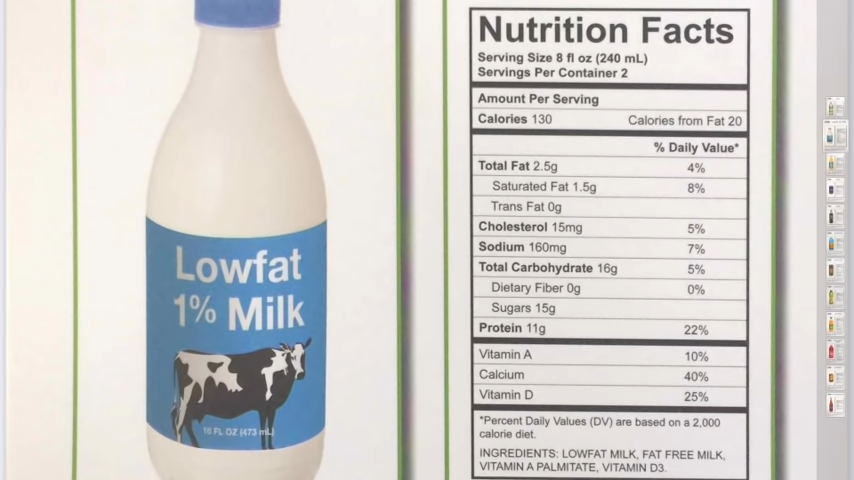 Lowfat
1% Milk
16 FL OZ (473 mL)
Nutrition Facts
Serving Size 8 fl oz (240 mL)
Servings Per Container 2
Amount Per Serving
Calories 130 Calories from Fat 20
% Daily Value*
Total Fat 2.5g 4%
Saturated Fat 1.5g 8%
Trans Fat 0g
Cholesterol 15mg 5%
Sodium 160mg 7%
Total Carbohydrate 16g 5%
Dietary Fiber 0g 0%
Sugars 15g
Protein 11g 22%
Vitamin A 10%
Calcium 40%
Vitamin D 25%
*Percent Daily Values (DV) are based on a 2,000
calorie diet.
INGREDIENTS: LOWFAT MILK, FAT FREE MILK,
VITAMIN A PALMITATE, VITAMIN D3.